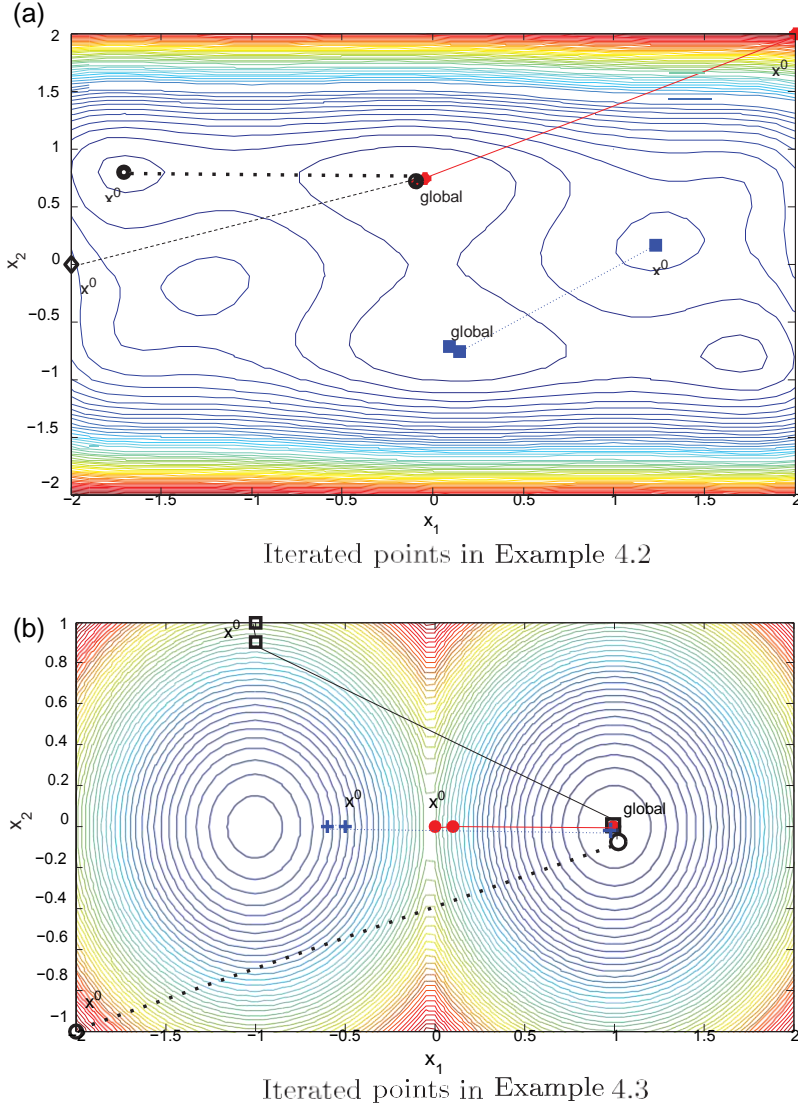 (a)
2
1.5
1
0.5
0
−0.5
−1
−1.5
−2
x2
x0
x0
global
x0
x0
global
−2
−1.5
−1
−0.5
0
0.5
1
1.5
2
x1
Iterated points in Example 4.2
(b)
1
0.8
0.6
0.4
0.2
0
−0.2
−0.4
−0.6
−0.8
−1
x2
x0
x0
x0
global
x0
−2
−1.5
−1
−0.5
0
0.5
1
1.5
2
x1
Iterated points in Example 4.3